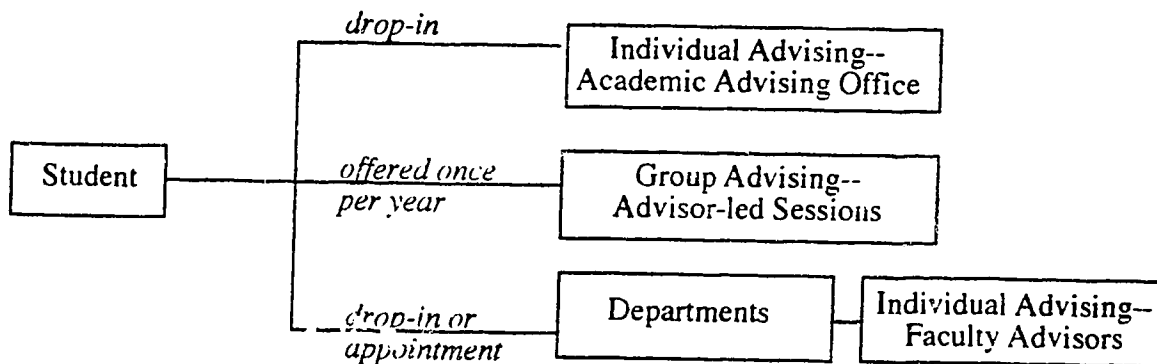 drop-in
Individual Advising--
Academic Advising Office
Student
offered once
per year
Group Advising--
Advisor-led Sessions
drop-in or
appointment
Departments
Individual Advising--
Faculty Advisors